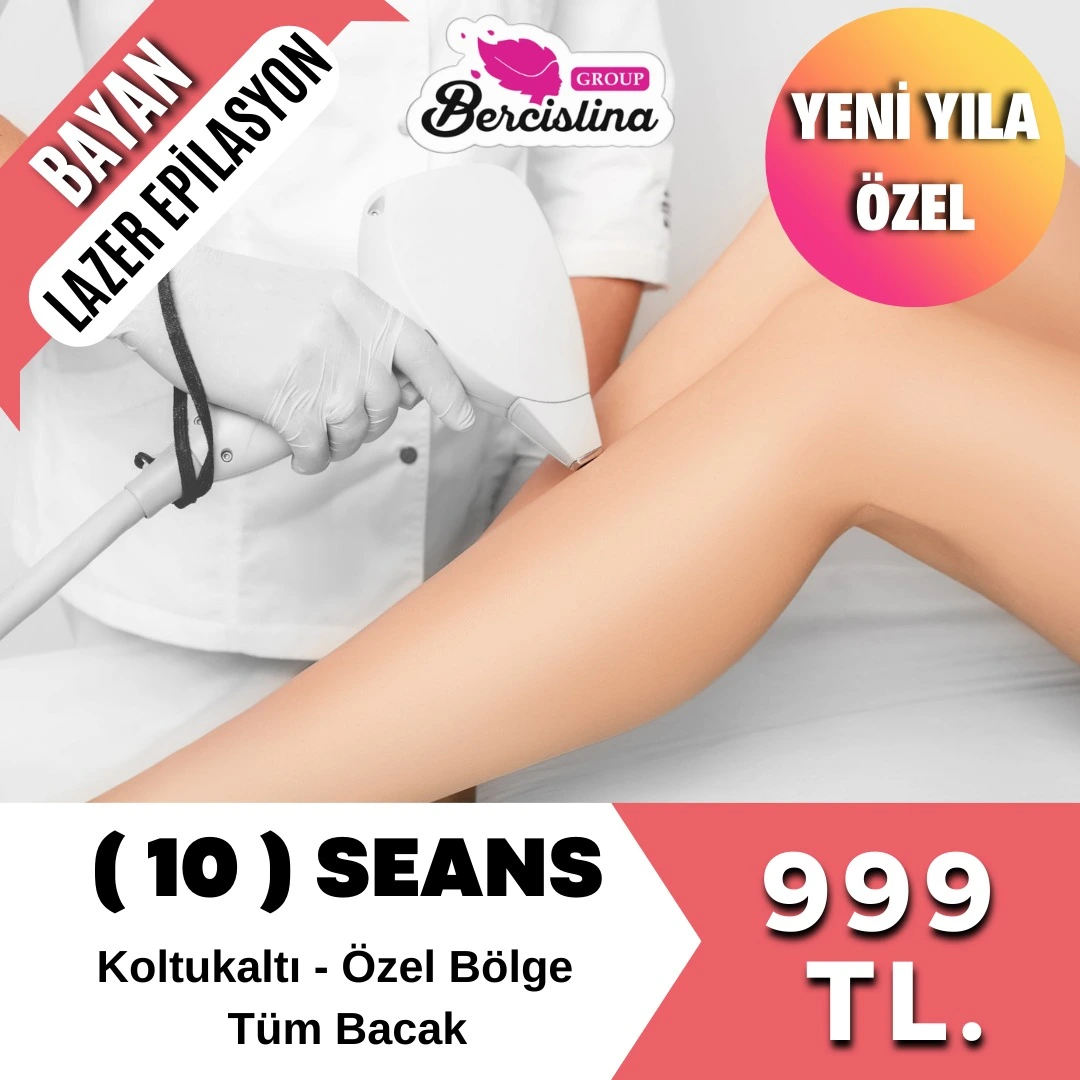 BAYAN
LAZER EPİLASYON
GROUP
Bercislina
YENİ YILA
ÖZEL
( 10 ) SEANS
Koltukaltı - Özel Bölge
Tüm Bacak
999
TL.